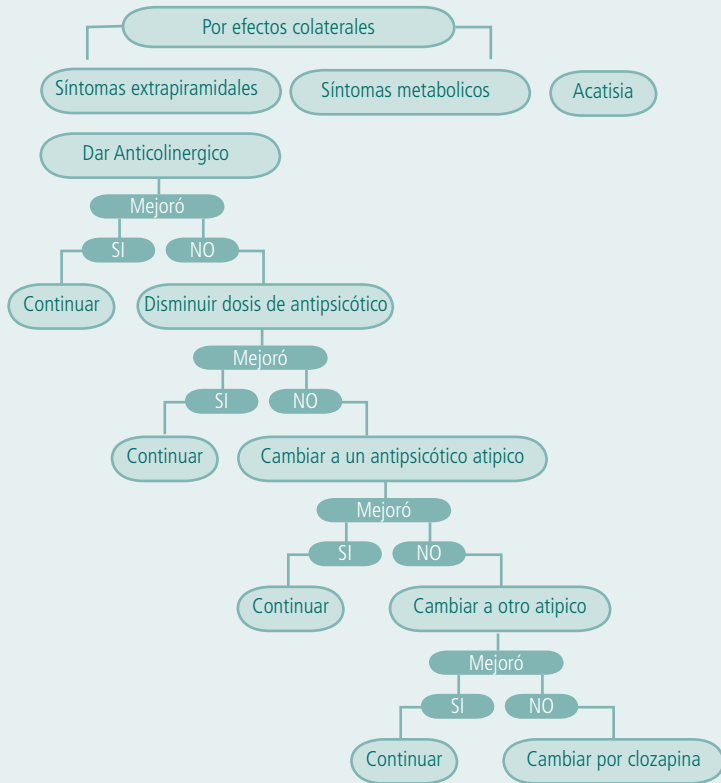 Por efectos colaterales
Síntomas extrapiramidales
Síntomas metabolicos
Acatisia
Dar Anticolinergico
Mejoró
SI
NO
Continuar
Disminuir dosis de antipsicótico
Mejoró
SI
NO
Continuar
Cambiar a un antipsicótico atipico
Mejoró
SI
NO
Continuar
Cambiar a otro atipico
Mejoró
SI
NO
Continuar
Cambiar por clozapina